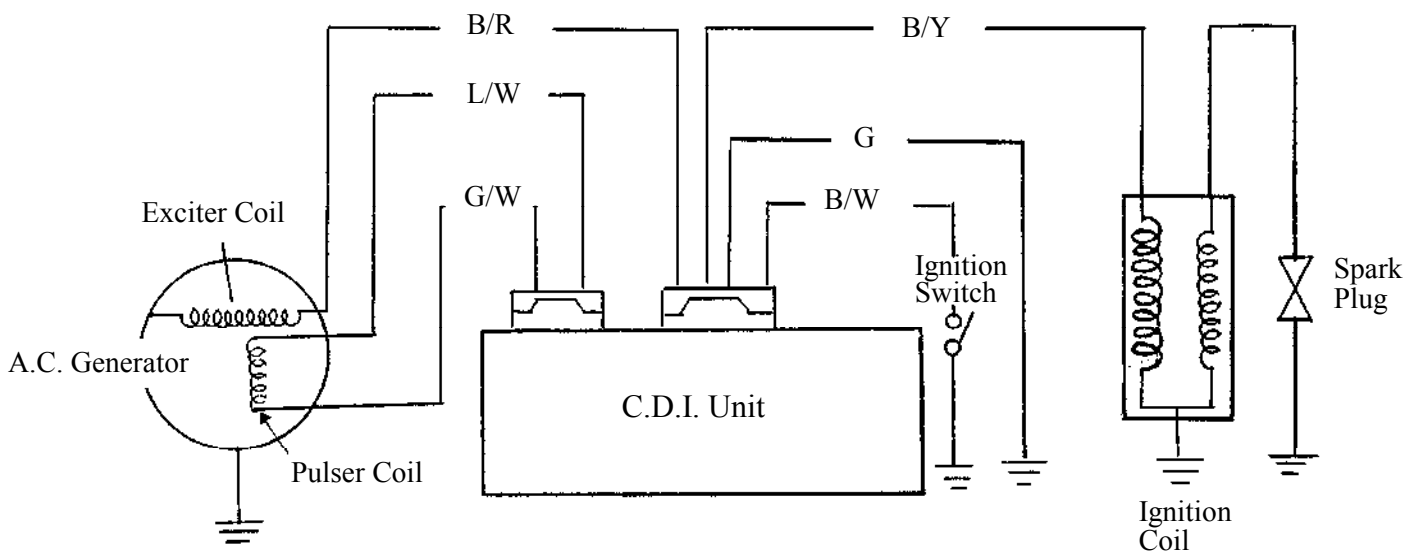 B/R
B/Y
L/W
G
G/W
B/W
Exciter Coil
Ignition
Switch
Spark
Plug
A.C. Generator
C.D.I. Unit
Pulser Coil
Ignition
Coil